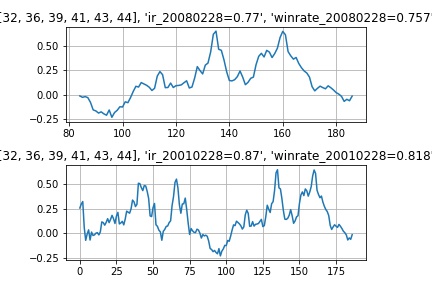 [32, 36, 39, 41, 43, 44], 'ir_20080228=0.77', 'winrate_20080228=0.757'
0.50
0.25
0.00
−0.25
80 100 120 140 160 180
[32, 36, 39, 41, 43, 44], 'ir_20010228=0.87', 'winrate_20010228=0.818'
0.50
0.25
0.00
−0.25
0 25 50 75 100 125 150 175